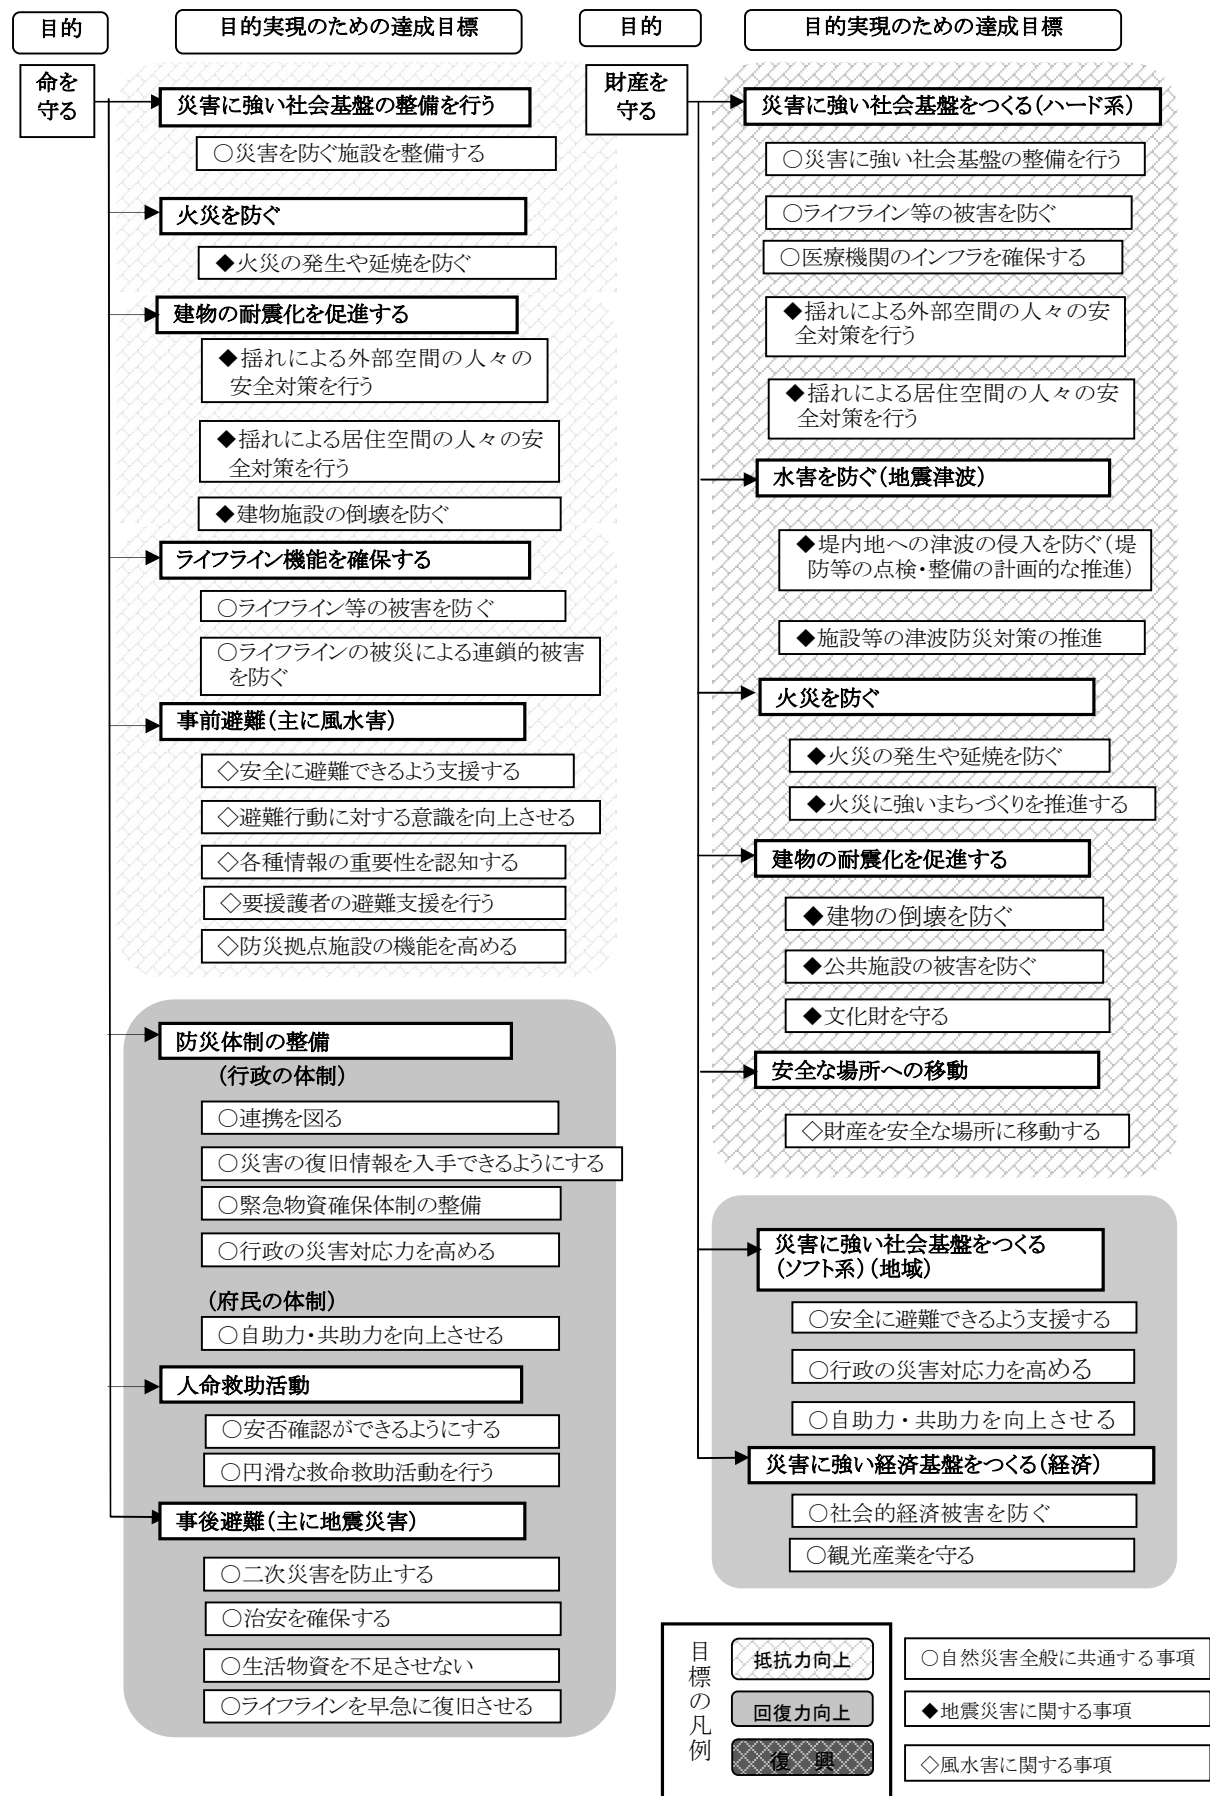 目的
目的実現のための達成目標
命を
守る
災害に強い社会基盤の整備を行う
○災害を防ぐ施設を整備する
火災を防ぐ
◆火災の発生や延焼を防ぐ
建物の耐震化を促進する
◆揺れによる外部空間の人々の
安全対策を行う
◆揺れによる居住空間の人々の安
全対策を行う
◆建物施設の倒壊を防ぐ
ライフライン機能を確保する
○ライフライン等の被害を防ぐ
○ライフラインの被災による連鎖的被害
を防ぐ
事前避難(主に風水害)
◇安全に避難できるよう支援する
◇避難行動に対する意識を向上させる
◇各種情報の重要性を認知する
◇要援護者の避難支援を行う
◇防災拠点施設の機能を高める
防災体制の整備
(行政の体制)
○連携を図る
○災害の復旧情報を入手できるようにする
○緊急物資確保体制の整備
○行政の災害対応力を高める
(府民の体制)
○自助力・共助力を向上させる
人命救助活動
○安否確認ができるようにする
○円滑な救命救助活動を行う
事後避難(主に地震災害)
○二次災害を防止する
○治安を確保する
○生活物資を不足させない
○ライフラインを早急に復旧させる
目的
目的実現のための達成目標
財産を
守る
災害に強い社会基盤をつくる(ハード系)
○災害に強い社会基盤の整備を行う
○ライフライン等の被害を防ぐ
○医療機関のインフラを確保する
◆揺れによる外部空間の人々の安
全対策を行う
◆揺れによる居住空間の人々の安
全対策を行う
水害を防ぐ(地震津波)
◆堤内地への津波の侵入を防ぐ(堤
防等の点検・整備の計画的な推進)
◆施設等の津波防災対策の推進
火災を防ぐ
◆火災の発生や延焼を防ぐ
◆火災に強いまちづくりを推進する
建物の耐震化を促進する
◆建物の倒壊を防ぐ
◆公共施設の被害を防ぐ
◆文化財を守る
安全な場所への移動
◇財産を安全な場所に移動する
災害に強い社会基盤をつくる
(ソフト系)(地域)
○安全に避難できるよう支援する
○行政の災害対応力を高める
○自助力・共助力を向上させる
災害に強い経済基盤をつくる(経済)
○社会的経済被害を防ぐ
○観光産業を守る
目標の凡例
抵抗力向上
回復力向上
復 興
○自然災害全般に共通する事項
◆地震災害に関する事項
◇風水害に関する事項